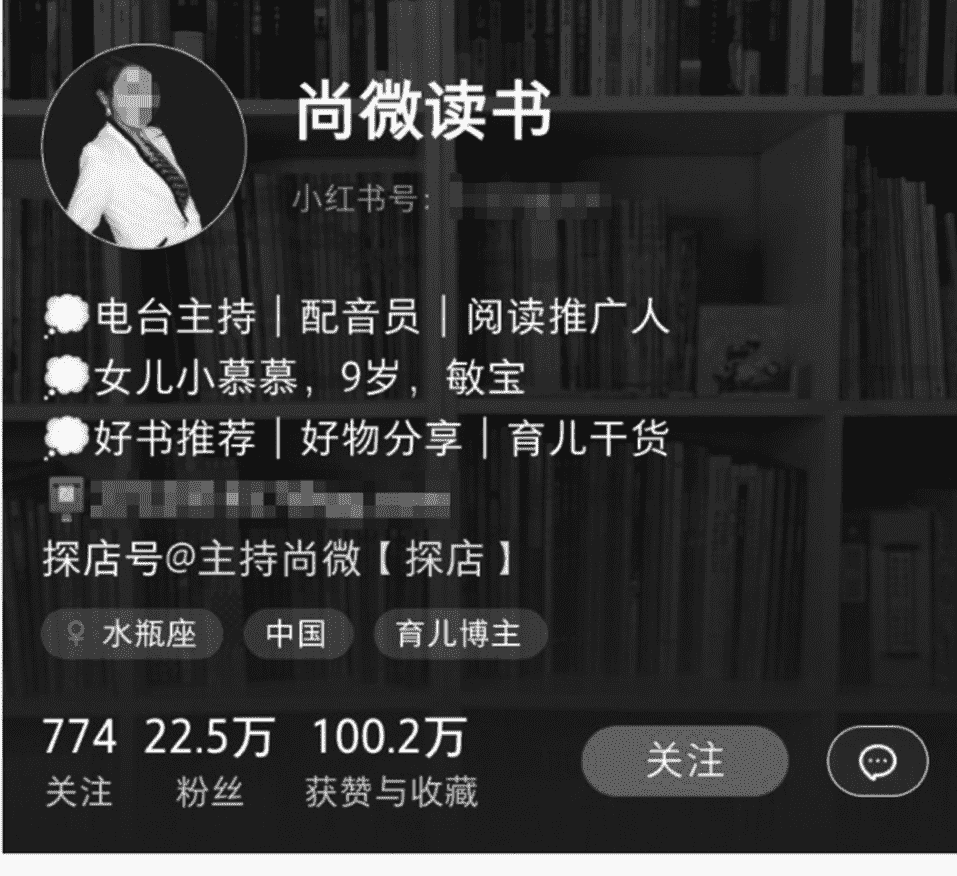 尚微读书
小红书号：
电台主持｜配音员｜阅读推广人
女儿小慕慕，9岁，敏宝
好书推荐｜好物分享｜育儿干货
探店号@主持尚微【探店】
♀ 水瓶座 中国 育儿博主
774 22.5万 100.2万
关注 粉丝 获赞与收藏
关注